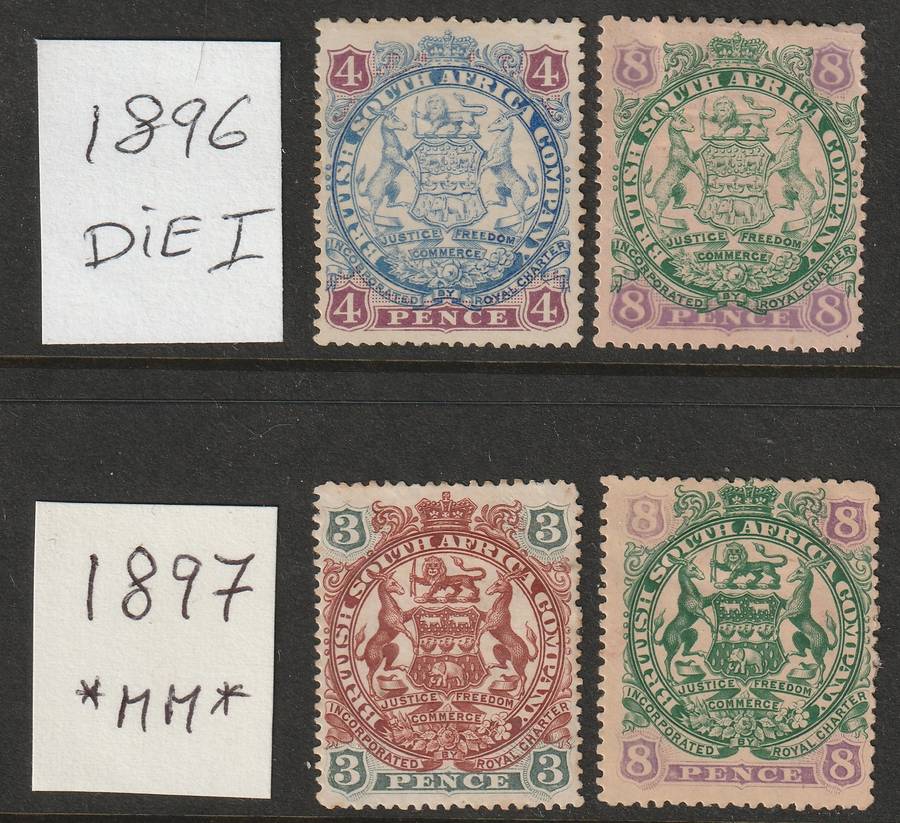 1896
DiE I
4 4
BRITISH SOUTH AFRICA COMPANY
JUSTICE FREEDOM
COMMERCE
INCORPORATED BY ROYAL CHARTER
4 PENCE 4
8 8
BRITISH SOUTH AFRICA COMPANY
JUSTICE FREEDOM
COMMERCE
INCORPORATED BY ROYAL CHARTER
8 PENCE 8
1897
*MM*
3 3
BRITISH SOUTH AFRICA COMPANY
JUSTICE FREEDOM
COMMERCE
INCORPORATED BY ROYAL CHARTER
3 PENCE 3
8 8
BRITISH SOUTH AFRICA COMPANY
JUSTICE FREEDOM
COMMERCE
INCORPORATED BY ROYAL CHARTER
8 PENCE 8